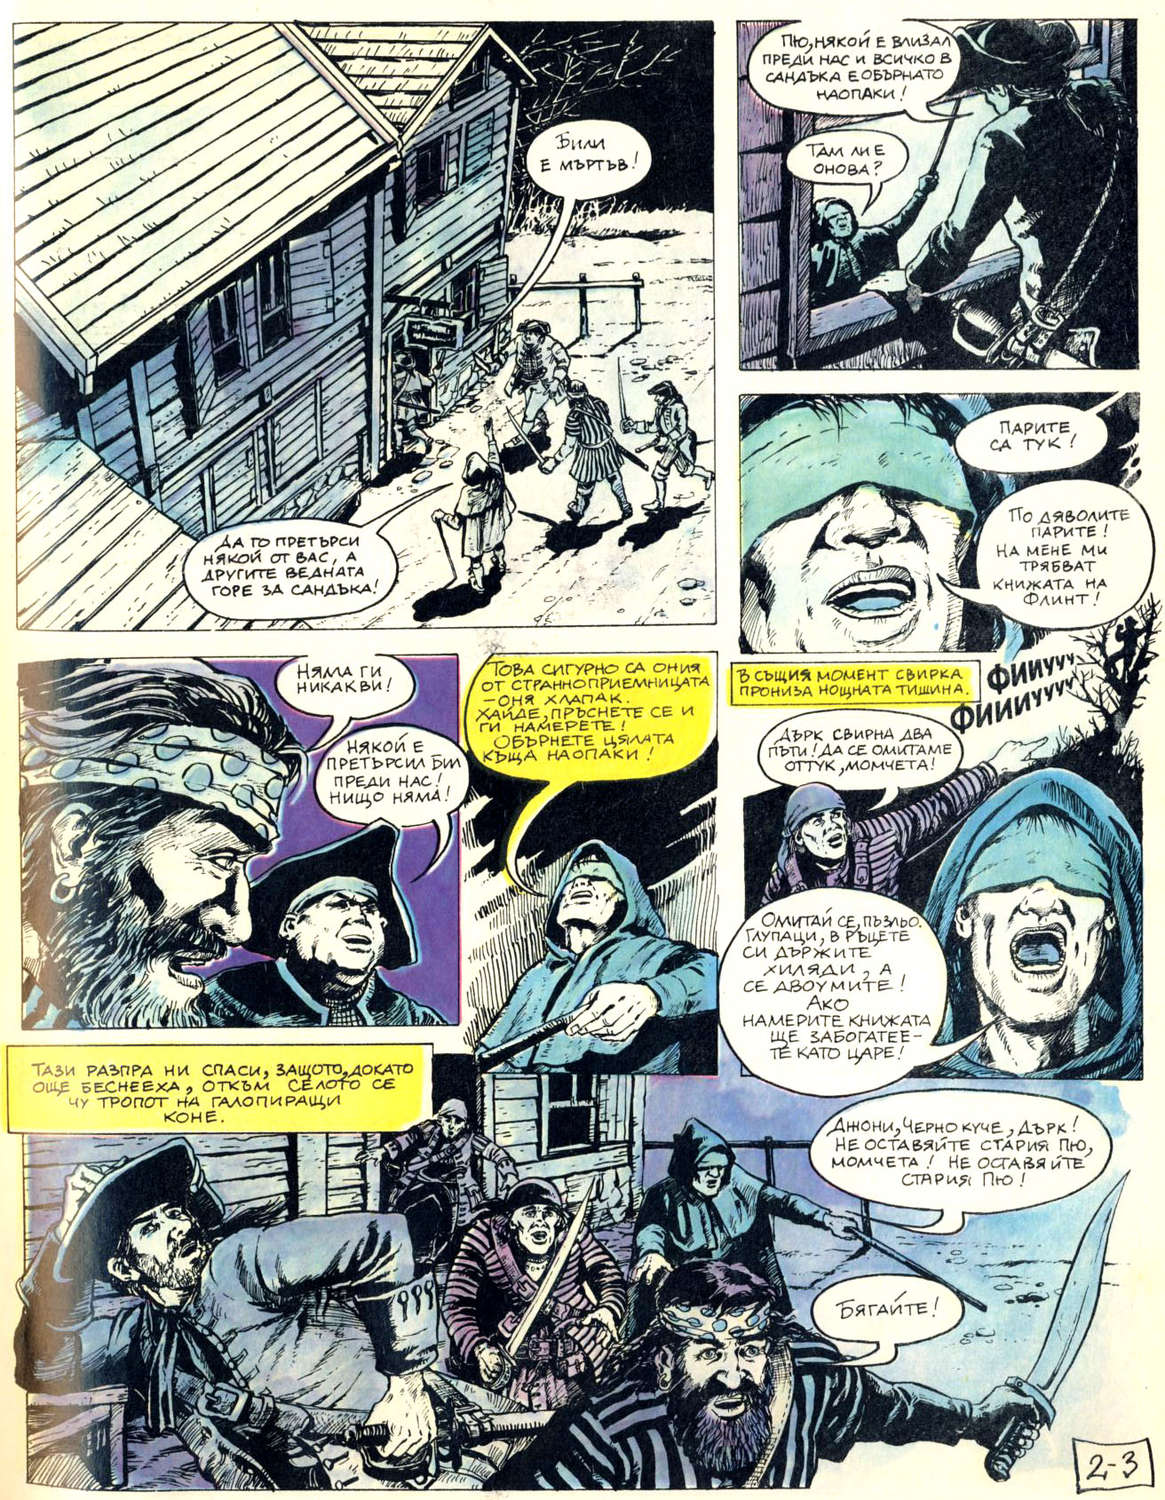 БИЛИ
Е МЪРТЪВ!
ДА ГО ПРЕТЪРСИ
НЯКОЙ ОТ ВАС, А
ДРУГИТЕ ВЕДНАГА
ГОРЕ ЗА САНДЪКА!
ПЮ, НЯКОЙ Е ВЛИЗАЛ
ПРЕДИ НАС И ВСИЧКО В
САНДЪКА Е ОБЪРНАТО
НАОПАКИ!
ТАМ ЛИ Е
ОНОВА?
ПАРИТЕ
СА ТУК!
ПО ДЯВОЛИТЕ
ПАРИТЕ!
НА МЕНЕ МИ
ТРЯБВАТ
КНИЖАТА НА
ФЛИНТ!
НЯМА ГИ
НИКАКВИ!
НЯКОЙ Е
ПРЕТЪРСИЛ БИЛ
ПРЕДИ НАС!
НИЩО НЯМА!
ТОВА СИГУРНО СА ОНИЯ
ОТ СТРАННОПРИЕМНИЦАТА
– ОНЯ ХЛАПАК.
ХАЙДЕ, ПРЪСНЕТЕ СЕ И
ГИ НАМЕРЕТЕ!
ОБЪРНЕТЕ ЦЯЛАТА
КЪЩА НАОПАКИ!
В СЪЩИЯ МОМЕНТ СВИРКА
ПРОНИЗА НОЩНАТА ТИШИНА.
ФИИУУУ
ФИИИУУУУ
ДЪРК СВИРНА ДВА
ПЪТИ! ДА СЕ ОМИТАМЕ
ОТТУК, МОМЧЕТА!
ОМИТАЙ СЕ, ПЪЗЛЬО.
ГЛУПАЦИ, В РЪЦЕТЕ
СИ ДЪРЖИТЕ
ХИЛЯДИ, А
СЕ ДВОУМИТЕ!
АКО
НАМЕРИТЕ КНИЖАТА
ЩЕ ЗАБОГАТЕЕ-
ТЕ КАТО ЦАРЕ!
ТАЗИ РАЗПРА НИ СПАСИ, ЗАЩОТО, ДОКАТО
ОЩЕ БЕСНЕЕХА, ОТКЪМ СЕЛОТО СЕ
ЧУ ТРОПОТ НА ГАЛОПИРАЩИ
КОНЕ.
ДЖОНИ, ЧЕРНО КУЧЕ, ДЪРК!
НЕ ОСТАВЯЙТЕ СТАРИЯ ПЮ,
МОМЧЕТА! НЕ ОСТАВЯЙТЕ
СТАРИЯ ПЮ!
БЯГАЙТЕ!
2-3